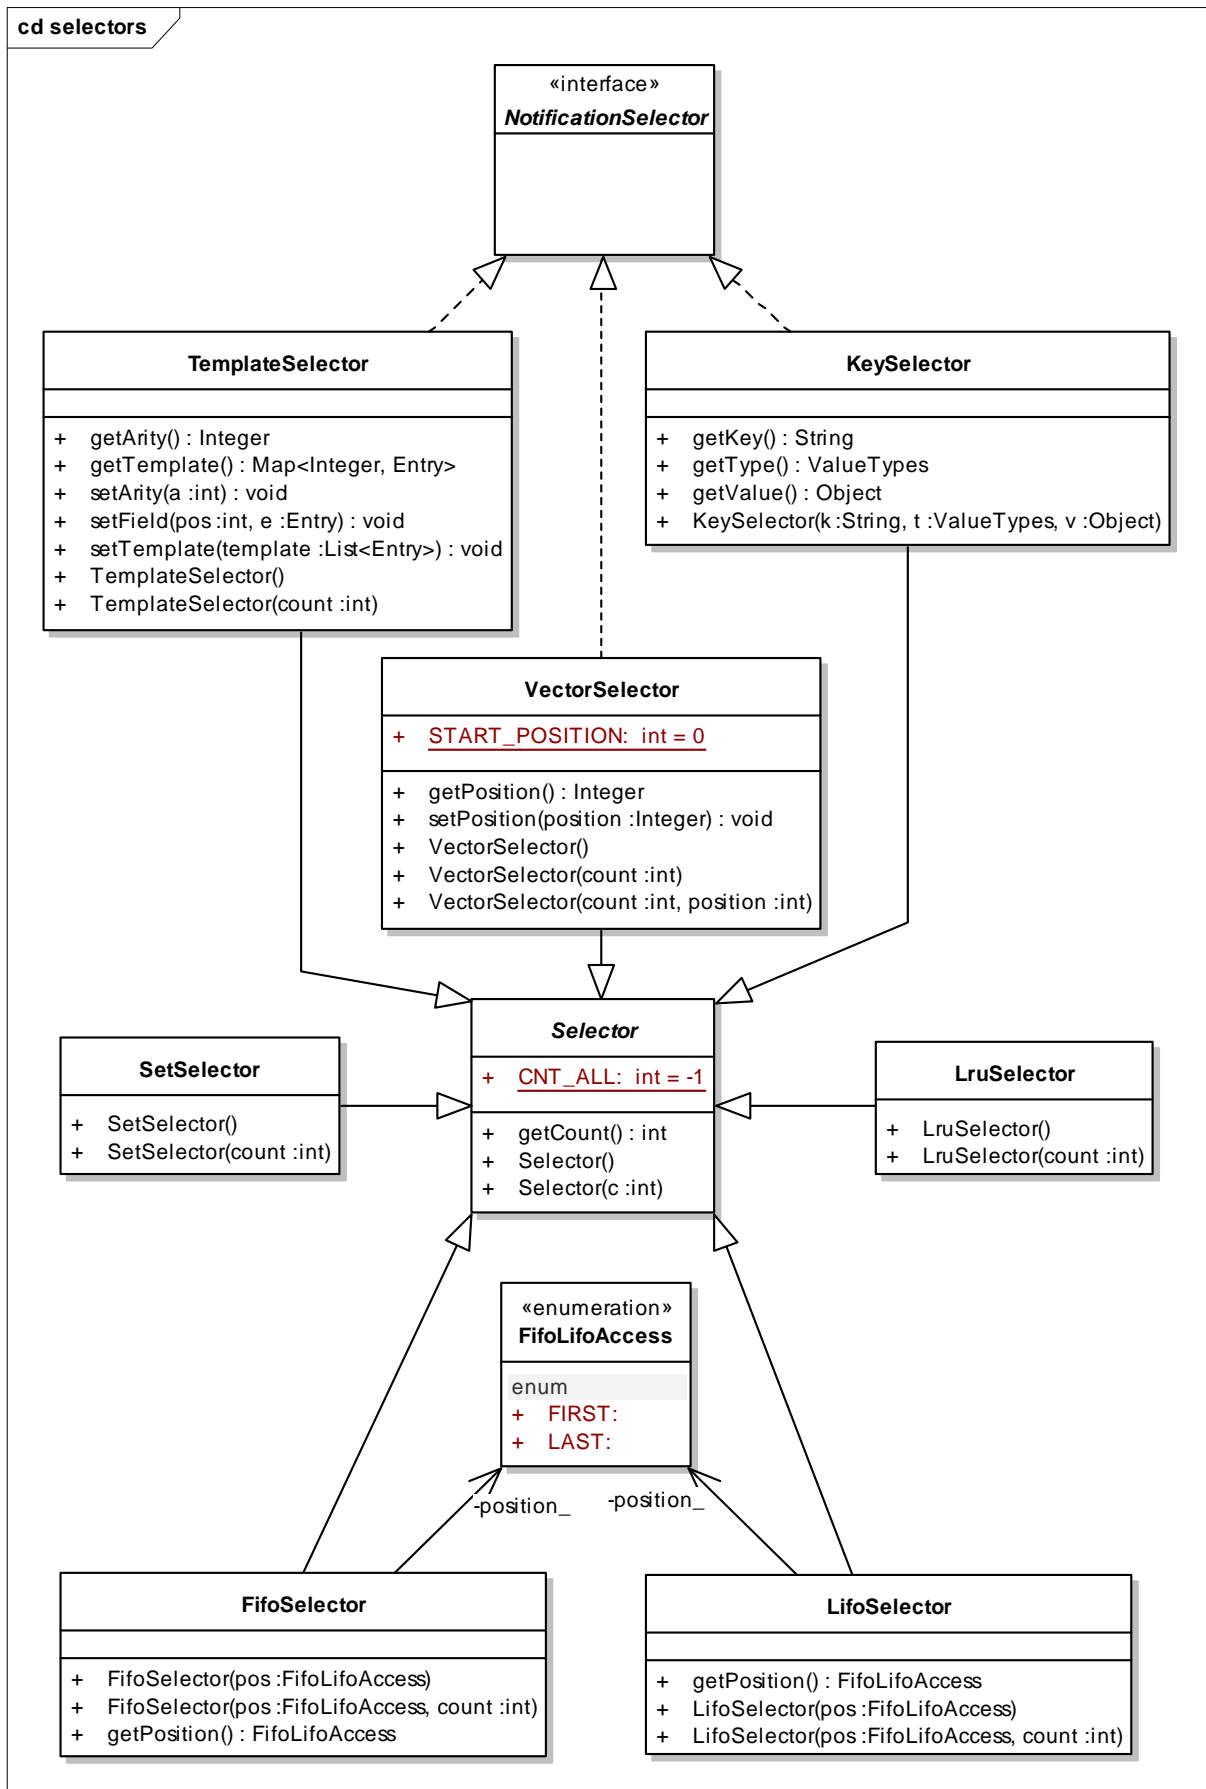 cd selectors
«interface»
NotificationSelector
TemplateSelector
+ getArity() : Integer
+ getTemplate() : Map<Integer, Entry>
+ setArity(a :int) : void
+ setField(pos :int, e :Entry) : void
+ setTemplate(template :List<Entry>) : void
+ TemplateSelector()
+ TemplateSelector(count :int)
KeySelector
+ getKey() : String
+ getType() : ValueTypes
+ getValue() : Object
+ KeySelector(k :String, t :ValueTypes, v :Object)
VectorSelector
+ START_POSITION: int = 0
+ getPosition() : Integer
+ setPosition(position :Integer) : void
+ VectorSelector()
+ VectorSelector(count :int)
+ VectorSelector(count :int, position :int)
Selector
+ CNT_ALL: int = -1
+ getCount() : int
+ Selector()
+ Selector(c :int)
SetSelector
+ SetSelector()
+ SetSelector(count :int)
LruSelector
+ LruSelector()
+ LruSelector(count :int)
«enumeration»
FifoLifoAccess
enum
+ FIRST:
+ LAST:
-position_
-position_
FifoSelector
+ FifoSelector(pos :FifoLifoAccess)
+ FifoSelector(pos :FifoLifoAccess, count :int)
+ getPosition() : FifoLifoAccess
LifoSelector
+ getPosition() : FifoLifoAccess
+ LifoSelector(pos :FifoLifoAccess)
+ LifoSelector(pos :FifoLifoAccess, count :int)